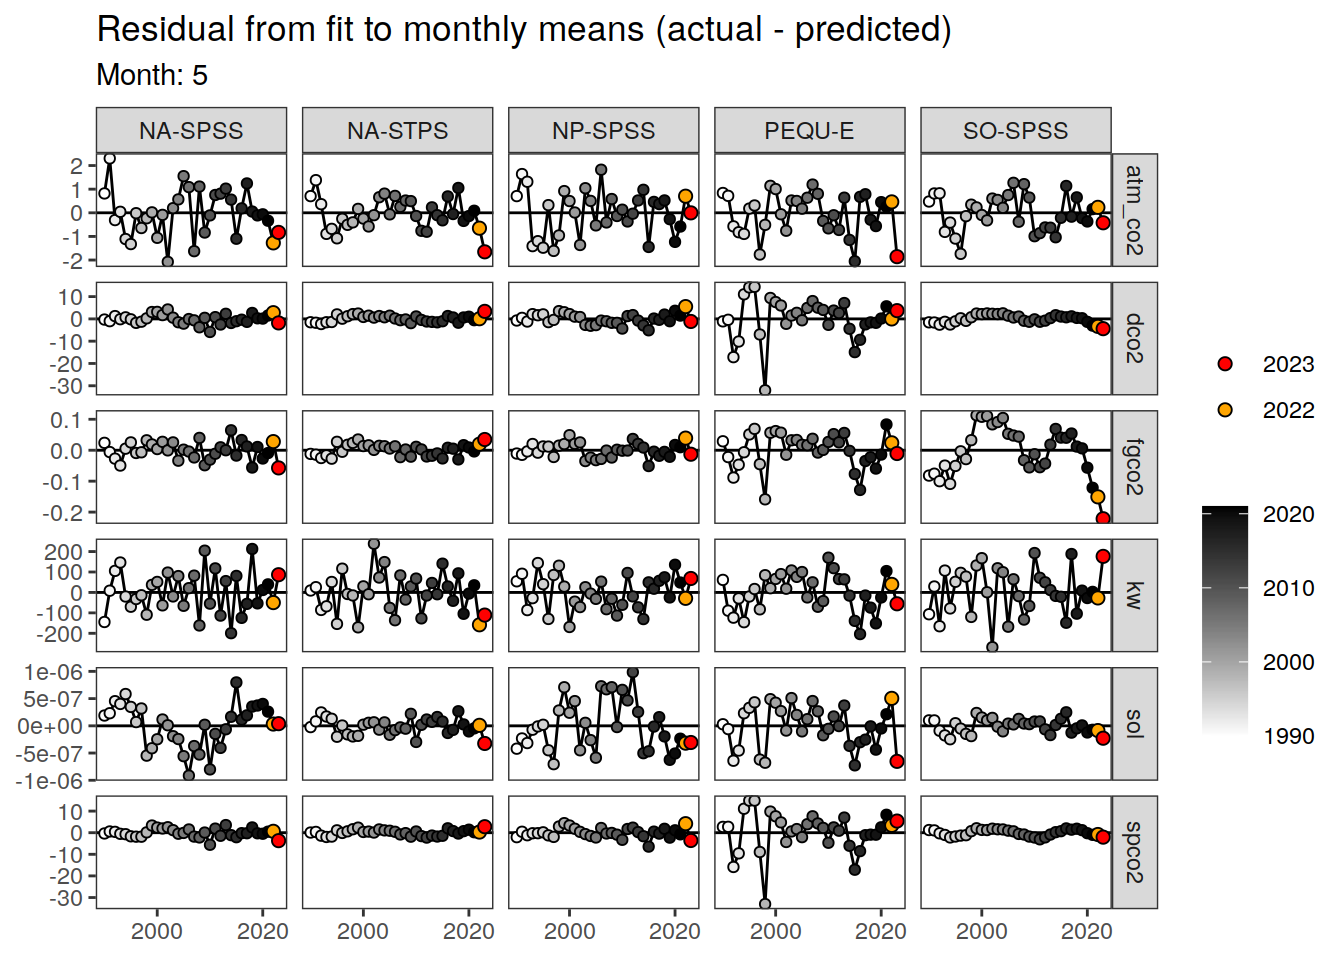 Residual from fit to monthly means (actual - predicted)
Month: 5
NA-SPSS NA-STPS NP-SPSS PEQU-E SO-SPSS
2
1
0
-1
-2
atm_co2
10
0
-10
-20
-30
dco2
0.1
0.0
-0.1
-0.2
fgco2
200
100
0
-100
-200
kw
1e-06
5e-07
0e+00
-5e-07
-1e-06
sol
10
0
-10
-20
-30
spco2
2000 2020 2000 2020 2000 2020 2000 2020 2000 2020
2023
2022
2020
2010
2000
1990